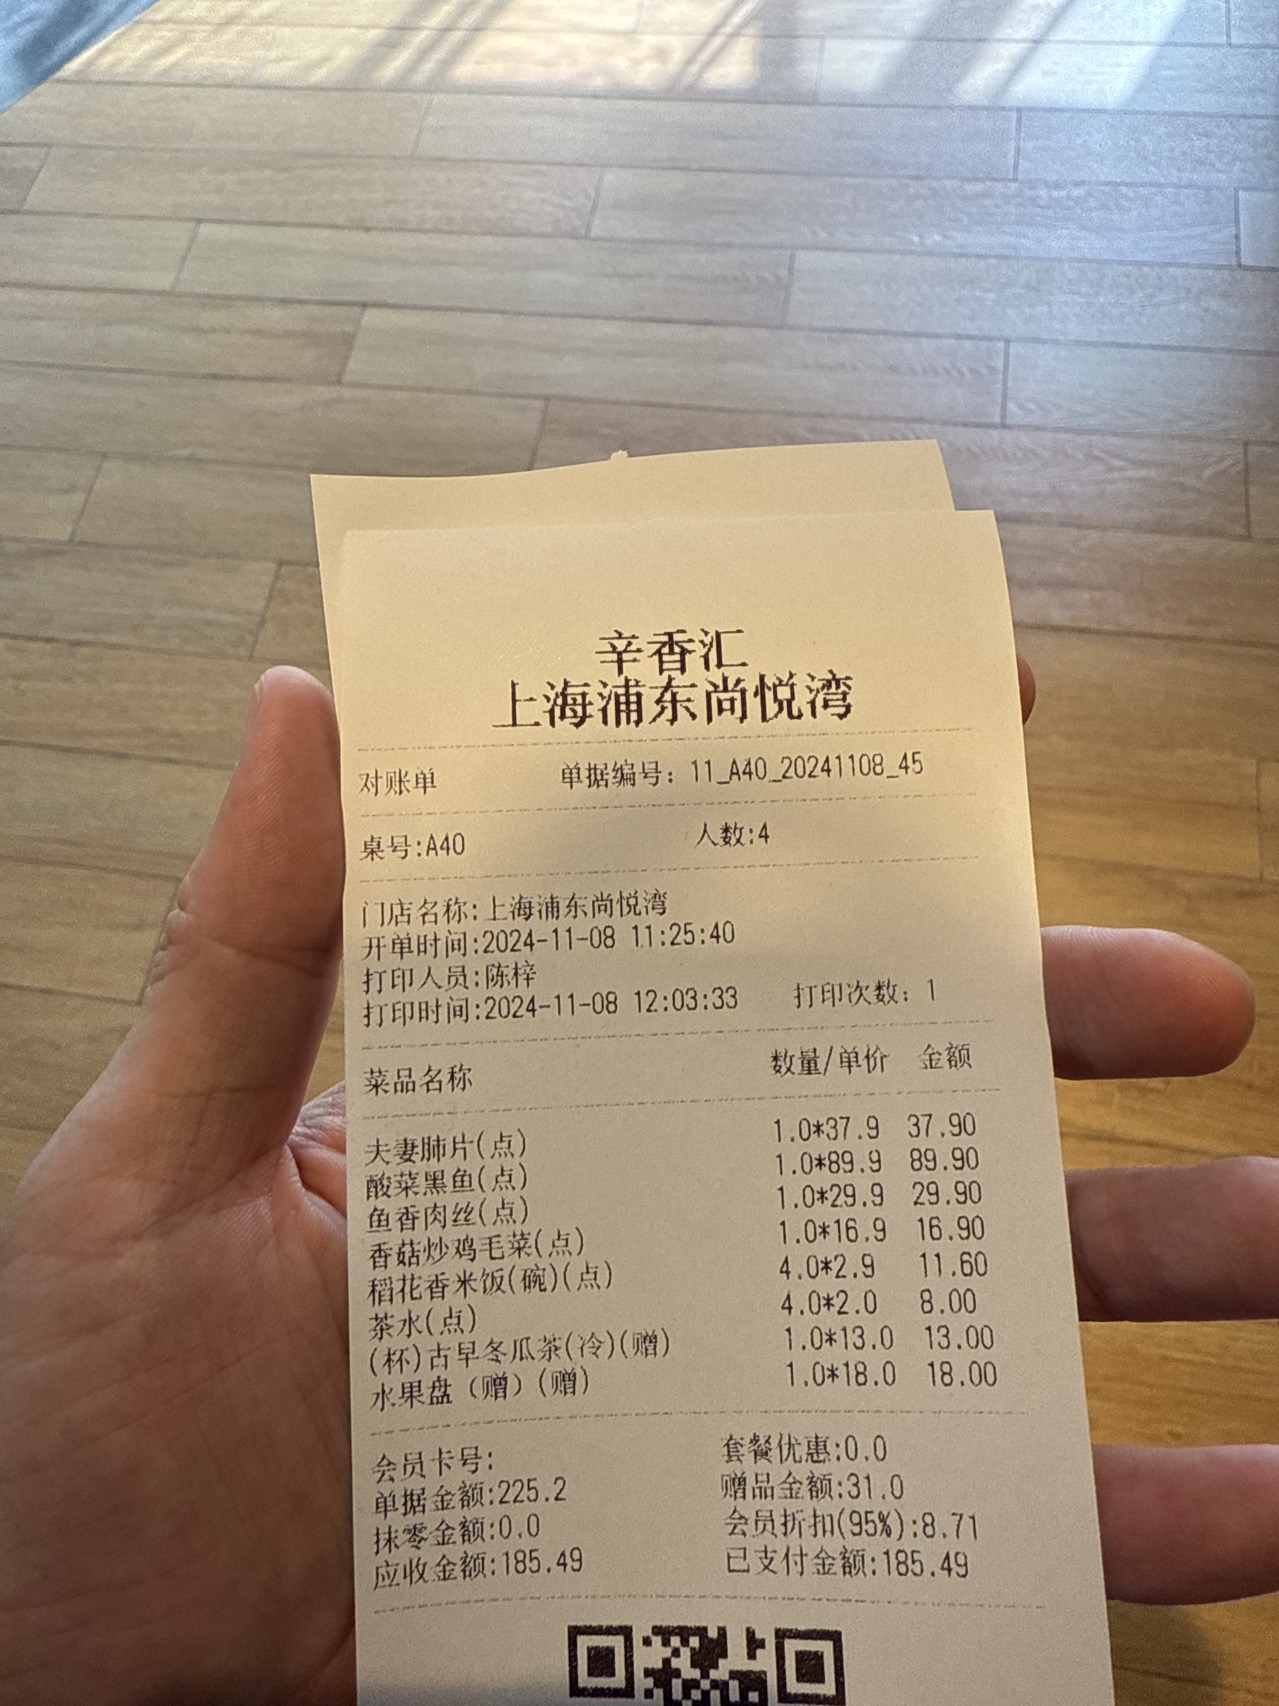 辛香汇
上海浦东尚悦湾
对账单 单据编号: 11_A40_20241108_45
桌号:A40 人数:4
门店名称:上海浦东尚悦湾
开单时间:2024-11-08 11:25:40
打印人员:陈梓
打印时间:2024-11-08 12:03:33 打印次数: 1
菜品名称 数量/单价 金额
夫妻肺片(点) 1.0*37.9 37.90
酸菜黑鱼(点) 1.0*89.9 89.90
鱼香肉丝(点) 1.0*29.9 29.90
香菇炒鸡毛菜(点) 1.0*16.9 16.90
稻花香米饭(碗)(点) 4.0*2.9 11.60
茶水(点) 4.0*2.0 8.00
(杯)古早冬瓜茶(冷)(赠) 1.0*13.0 13.00
水果盘（赠）(赠) 1.0*18.0 18.00
会员卡号: 套餐优惠:0.0
单据金额:225.2 赠品金额:31.0
抹零金额:0.0 会员折扣(95%):8.71
应收金额:185.49 已支付金额:185.49